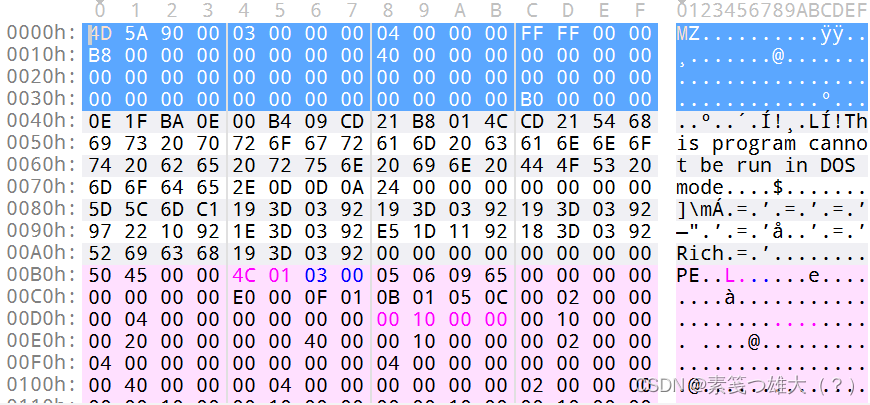 0 1 2 3 4 5 6 7 8 9 A B C D E F 0123456789ABCDEF
0000h: 4D 5A 90 00 03 00 00 00 04 00 00 00 FF FF 00 00 MZ..........ÿÿ..
0010h: B8 00 00 00 00 00 00 00 40 00 00 00 00 00 00 00 ¸.......@.......
0020h: 00 00 00 00 00 00 00 00 00 00 00 00 00 00 00 00 ................
0030h: 00 00 00 00 00 00 00 00 00 00 00 00 B0 00 00 00 ............°...
0040h: 0E 1F BA 0E 00 B4 09 CD 21 B8 01 4C CD 21 54 68 ..º..´.Í!¸.LÍ!Th
0050h: 69 73 20 70 72 6F 67 72 61 6D 20 63 61 6E 6E 6F is program canno
0060h: 74 20 62 65 20 72 75 6E 20 69 6E 20 44 4F 53 20 t be run in DOS
0070h: 6D 6F 64 65 2E 0D 0D 0A 24 00 00 00 00 00 00 00 mode....$.......
0080h: 5D 5C 6D C1 19 3D 03 92 19 3D 03 92 19 3D 03 92 ]\mÁ.=.’.=.’.=.’
0090h: 97 22 10 92 1E 3D 03 92 E5 1D 11 92 18 3D 03 92 —".’.=.’å..’.=.’
00A0h: 52 69 63 68 19 3D 03 92 00 00 00 00 00 00 00 00 Rich.=.’........
00B0h: 50 45 00 00 4C 01 03 00 05 06 09 65 00 00 00 00 PE..L......e....
00C0h: 00 00 00 00 E0 00 0F 01 0B 01 05 0C 00 02 00 00 ....à...........
00D0h: 00 04 00 00 00 00 00 00 00 10 00 00 00 10 00 00 ................
00E0h: 00 20 00 00 00 00 40 00 00 10 00 00 00 02 00 00 . ....@.........
00F0h: 04 00 00 00 00 00 00 00 04 00 00 00 00 00 00 00 ................
0100h: 00 40 00 00 00 04 00 00 00 00 00 00 02 00 00 00 .@..............
CSDN @素笺つ雄大（？）